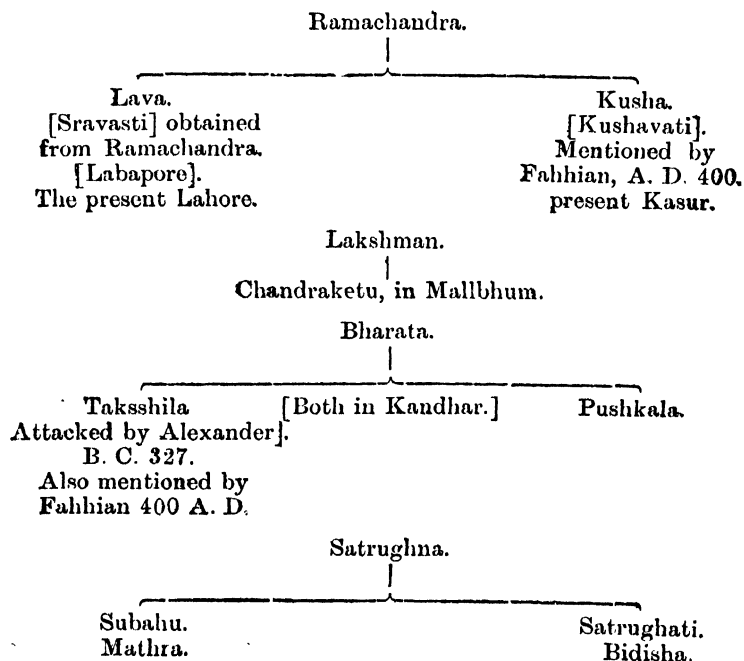 Ramachandra.
Lava.
[Sravasti] obtained
from Ramachandra.
[Labapore].
The present Lahore.
Kusha.
[Kushavati].
Mentioned by
Fahhian, A. D. 400.
present Kasur.
Lakshman.
Chandraketu, in Mallbhum.
Bharata.
Taksshila
Attacked by Alexander].
B. C. 327.
Also mentioned by
Fahhian 400 A. D.
[Both in Kandhar.]
Pushkala.
Satrughna.
Subahu.
Mathra.
Satrughati.
Bidisha.